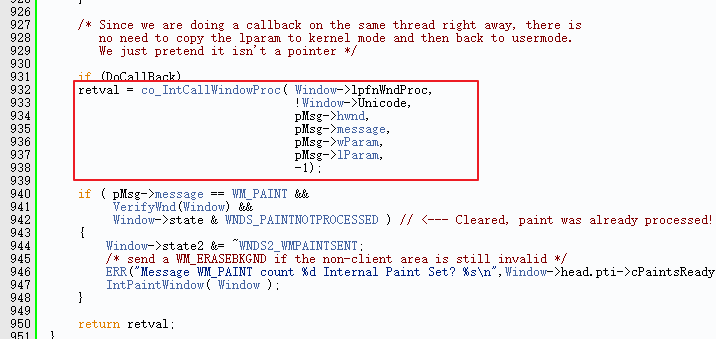 926
927 /* Since we are doing a callback on the same thread right away, there is
928 no need to copy the lparam to kernel mode and then back to usermode.
929 We just pretend it isn't a pointer */
930
931 if (DoCallBack)
932 retval = co_IntCallWindowProc( Window->lpfnWndProc,
933 !Window->Unicode,
934 pMsg->hwnd,
935 pMsg->message,
936 pMsg->wParam,
937 pMsg->lParam,
938 -1);
939
940 if ( pMsg->message == WM_PAINT &&
941 VerifyWnd(Window) &&
942 Window->state & WNDS_PAINTNOTPROCESSED ) // <--- Cleared, paint was already processed!
943 {
944 Window->state2 &= ~WNDS2_WMPAINTSENT;
945 /* send a WM_ERASEBKGND if the non-client area is still invalid */
946 ERR("Message WM_PAINT count %d Internal Paint Set? %s\n",Window->head.pti->cPaintsReady
947 IntPaintWindow( Window );
948 }
949
950 return retval;
951 }